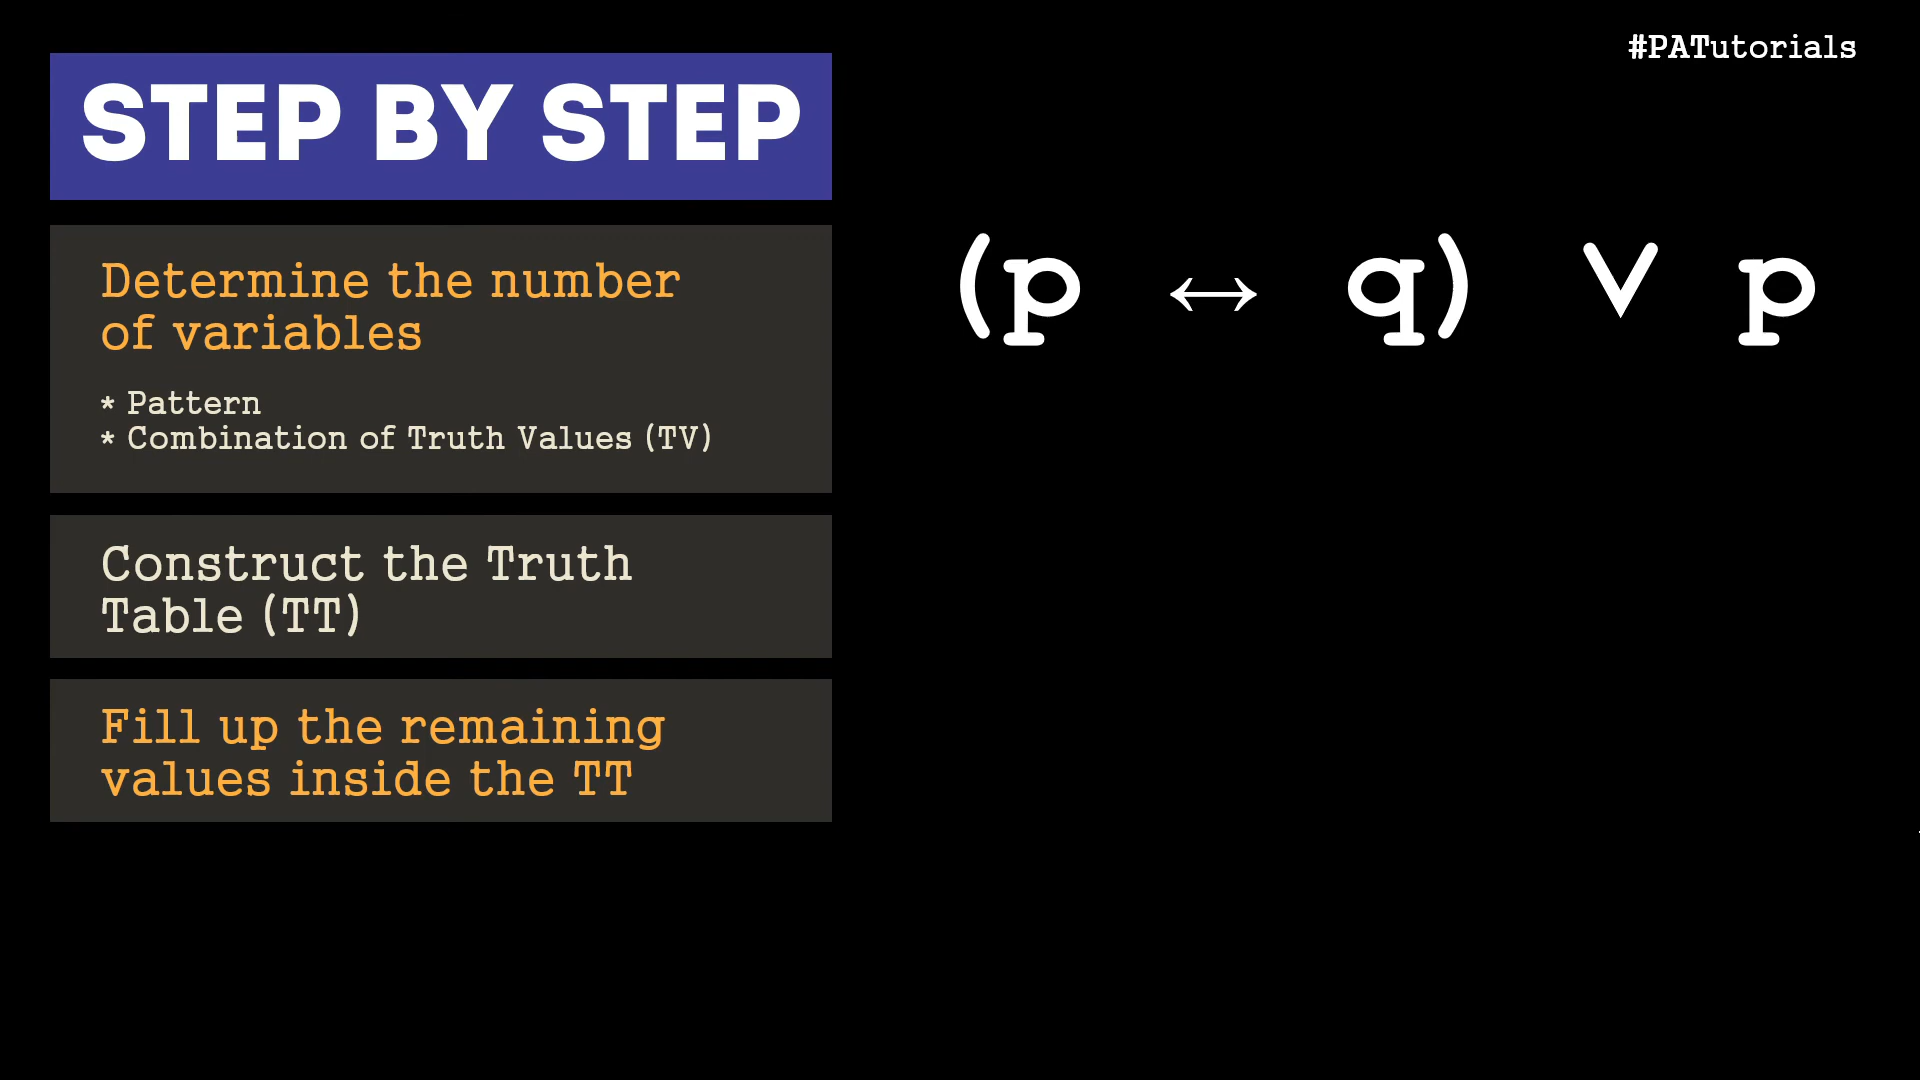 #PATutorials
STEP BY STEP
Determine the number
of variables
* Pattern
* Combination of Truth Values (TV)
Construct the Truth
Table (TT)
Fill up the remaining
values inside the TT
(p ↔ q) ∨ p